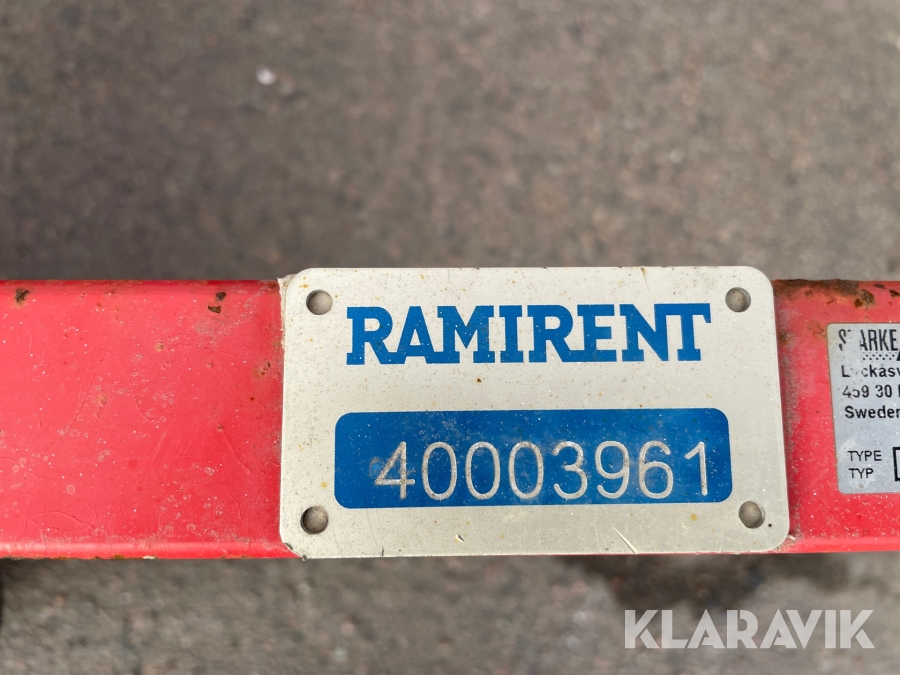 RAMIRENT
40003961
459 30
Sweden
TYPE
TYP
KLARAVIK